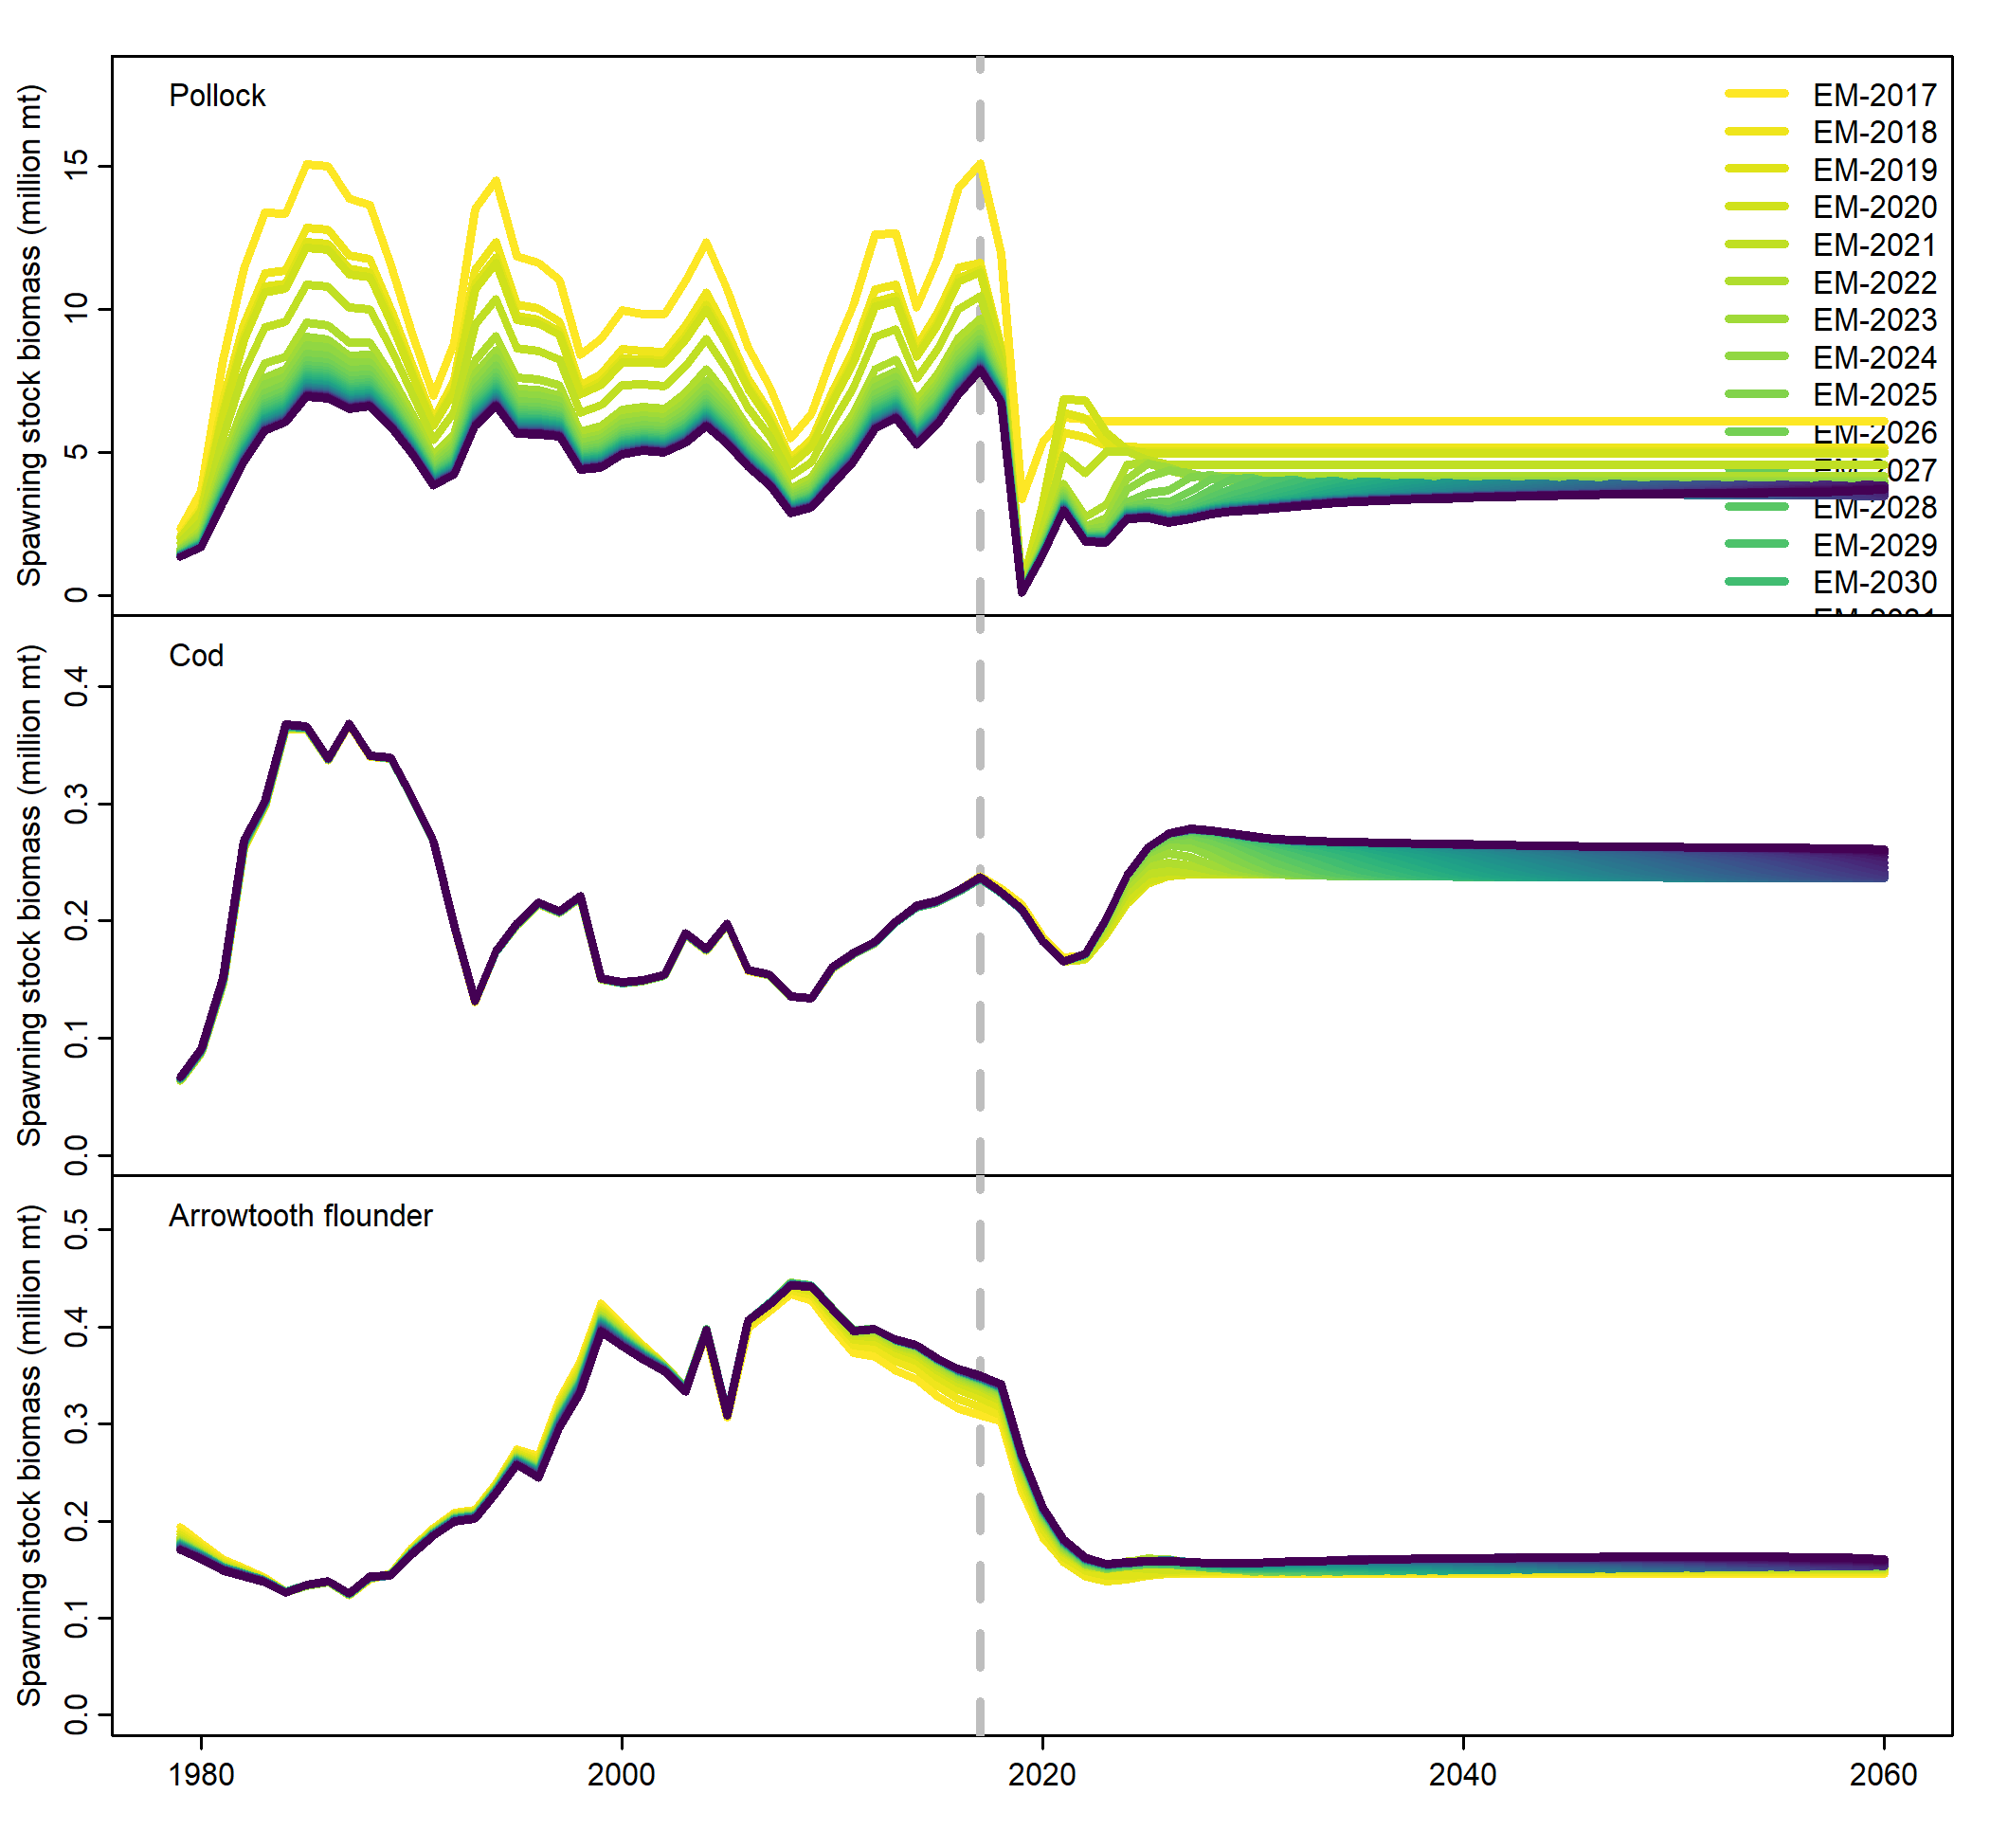 Pollock
Spawning stock biomass (million mt)
15
10
5
0
EM-2017
EM-2018
EM-2019
EM-2020
EM-2021
EM-2022
EM-2023
EM-2024
EM-2025
EM-2026
EM-2027
EM-2028
EM-2029
EM-2030
Cod
Spawning stock biomass (million mt)
0.4
0.3
0.2
0.1
0.0
Arrowtooth flounder
Spawning stock biomass (million mt)
0.5
0.4
0.3
0.2
0.1
0.0
1980 2000 2020 2040 2060